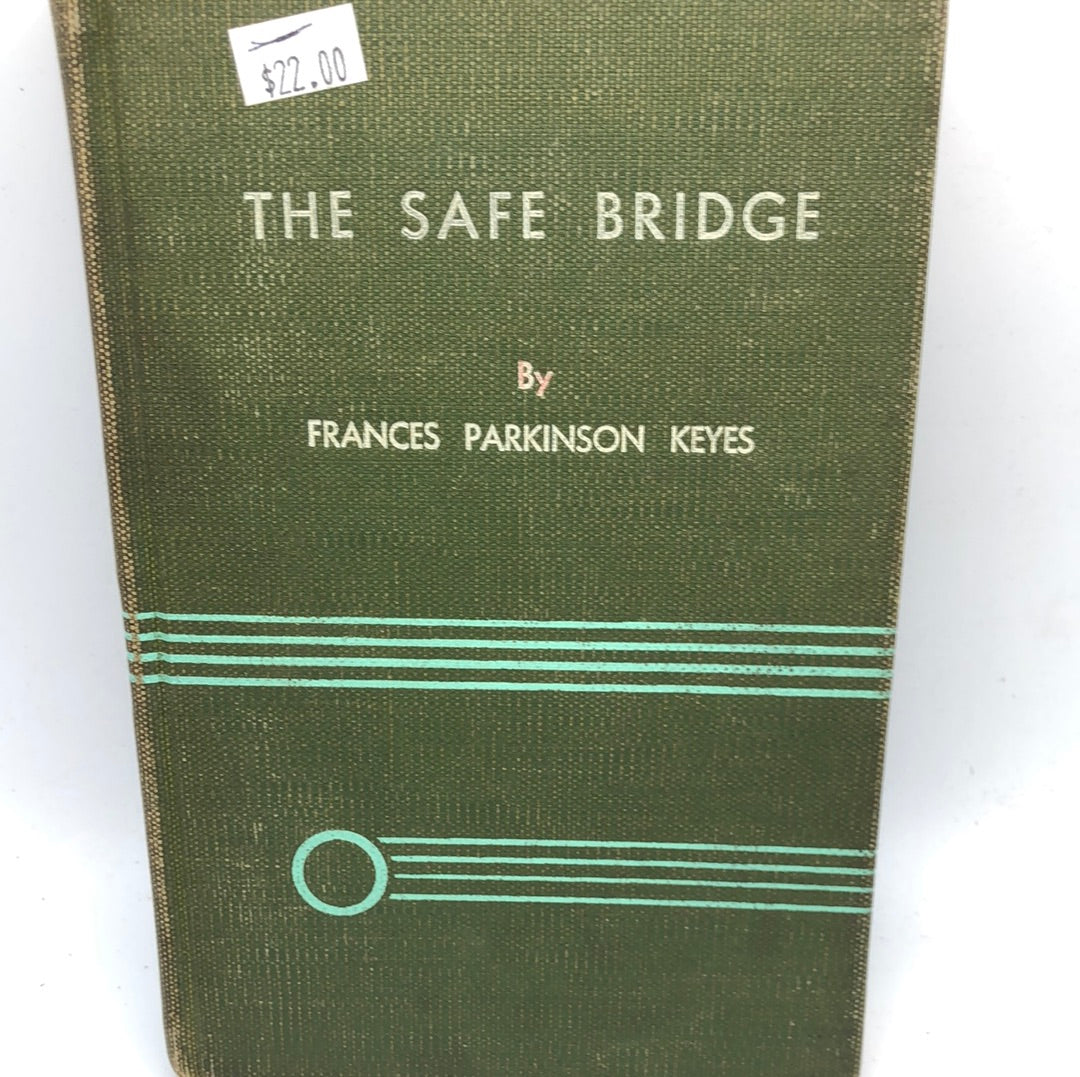 $22.00
THE SAFE BRIDGE
By
FRANCES PARKINSON KEYES